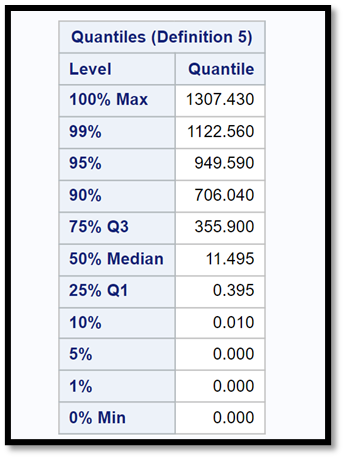 Quantiles (Definition 5)
Level Quantile
100% Max 1307.430
99% 1122.560
95% 949.590
90% 706.040
75% Q3 355.900
50% Median 11.495
25% Q1 0.395
10% 0.010
5% 0.000
1% 0.000
0% Min 0.000